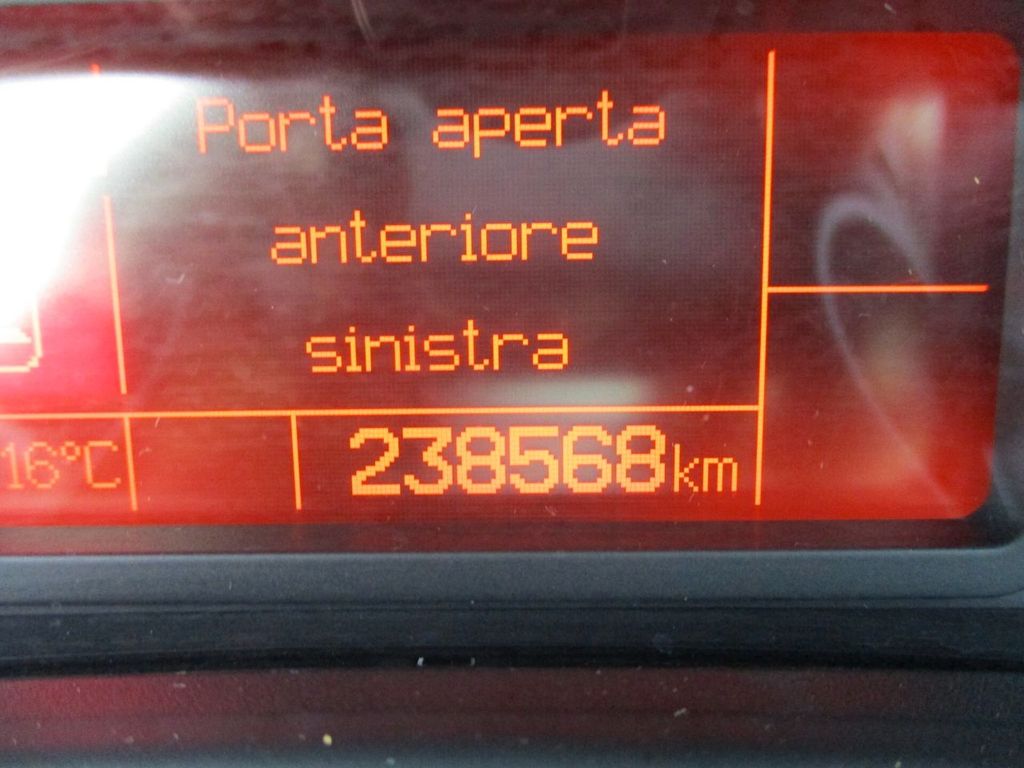 Porta aperta
anteriore
sinistra
16°C 238568km